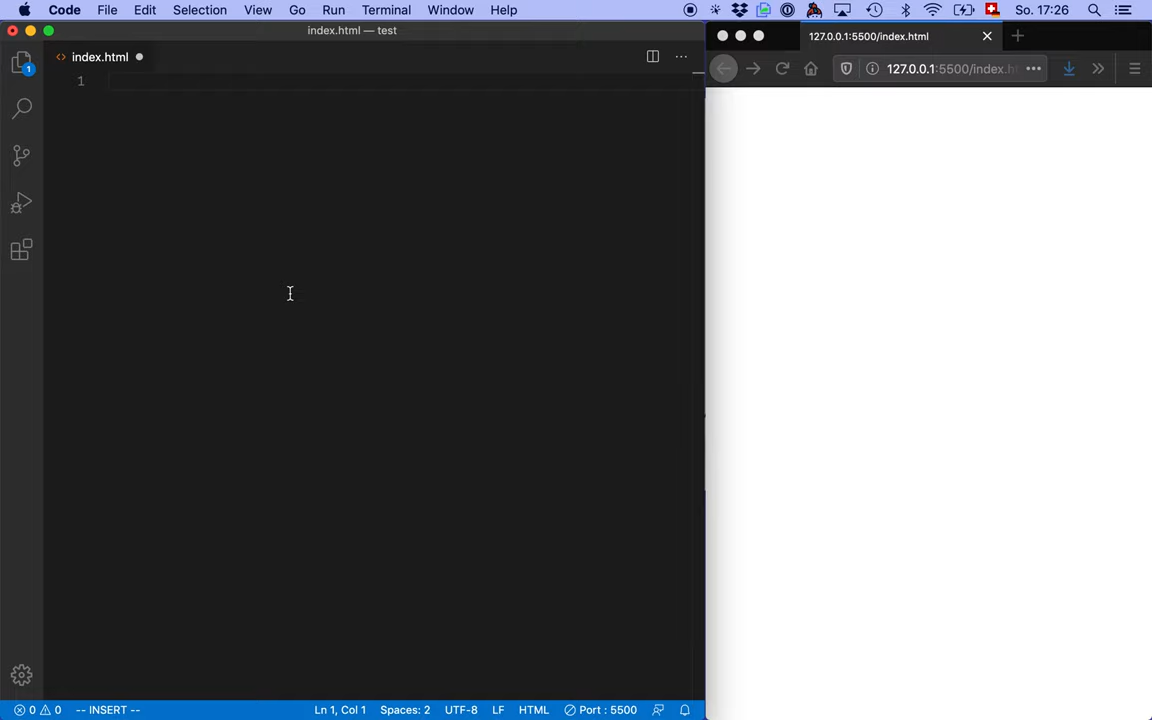 Code File Edit Selection View Go Run Terminal Window Help So. 17:26
index.html — test
127.0.0.1:5500/index.html
index.html
127.0.0.1:5500/index.h
1
1
0 0 -- INSERT -- Ln 1, Col 1 Spaces: 2 UTF-8 LF HTML Port : 5500